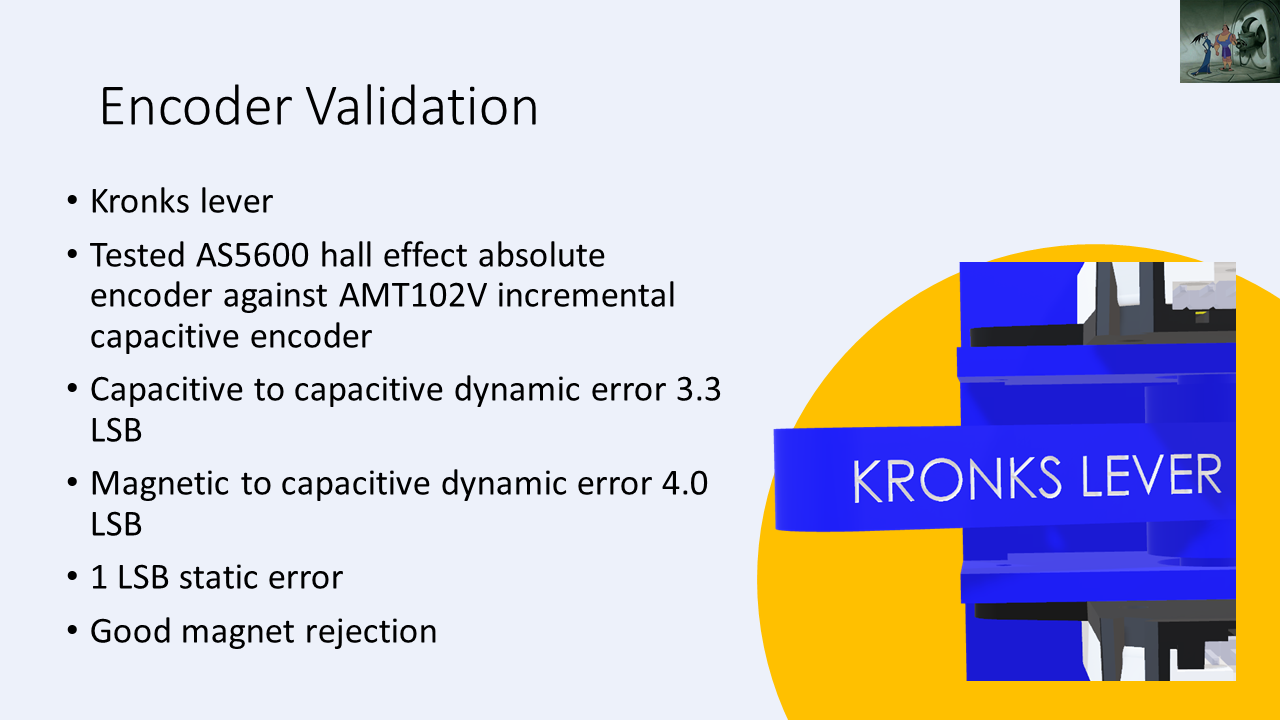 Encoder Validation
• Kronks lever
• Tested AS5600 hall effect absolute
encoder against AMT102V incremental
capacitive encoder
• Capacitive to capacitive dynamic error 3.3
LSB
• Magnetic to capacitive dynamic error 4.0
LSB
• 1 LSB static error
• Good magnet rejection
KRONKS LEVER